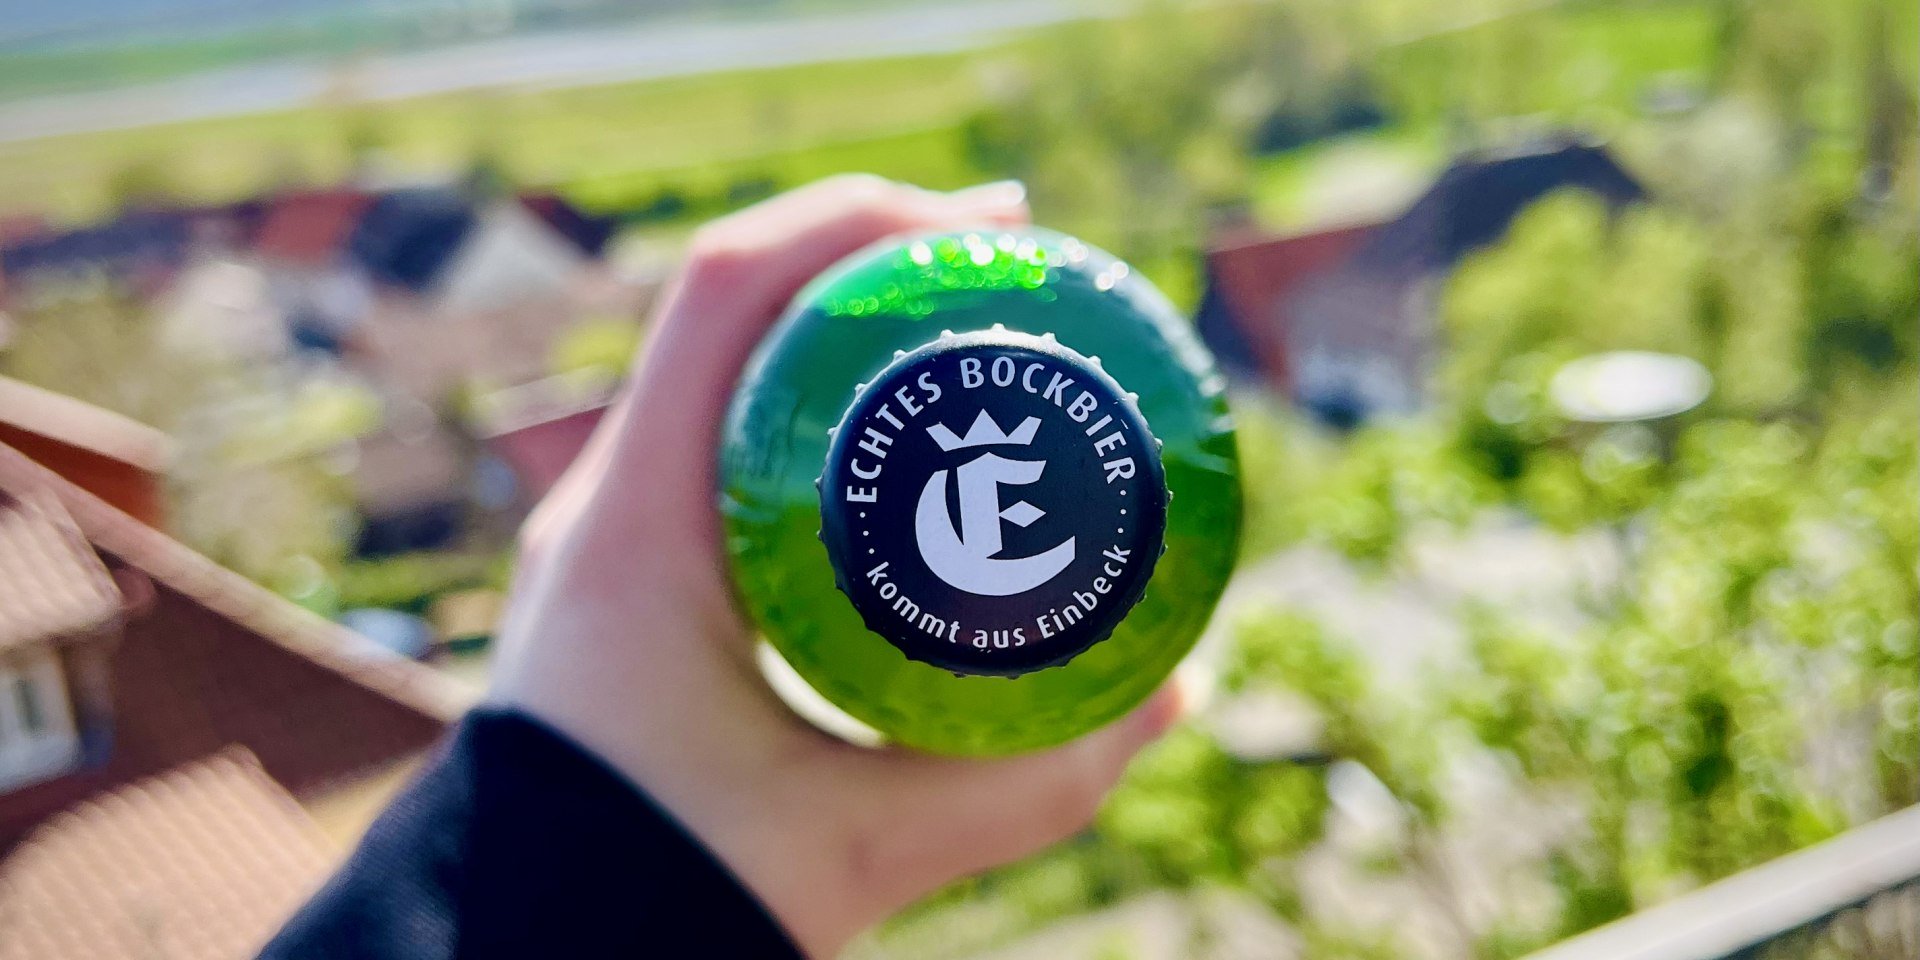 ECHTES BOCKBIER
E
kommt aus Einbeck